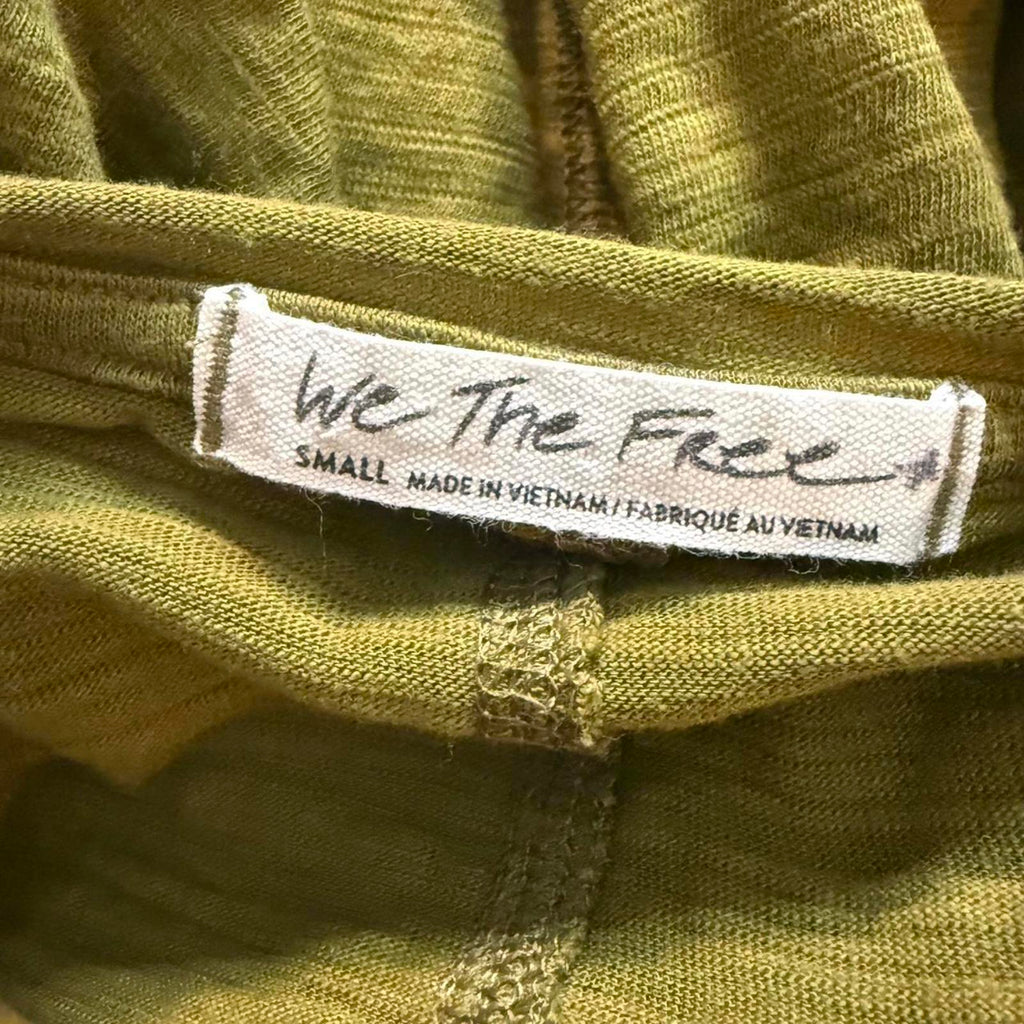 We The Free
SMALL MADE IN VIETNAM / FABRIQUÉ AU VIETNAM